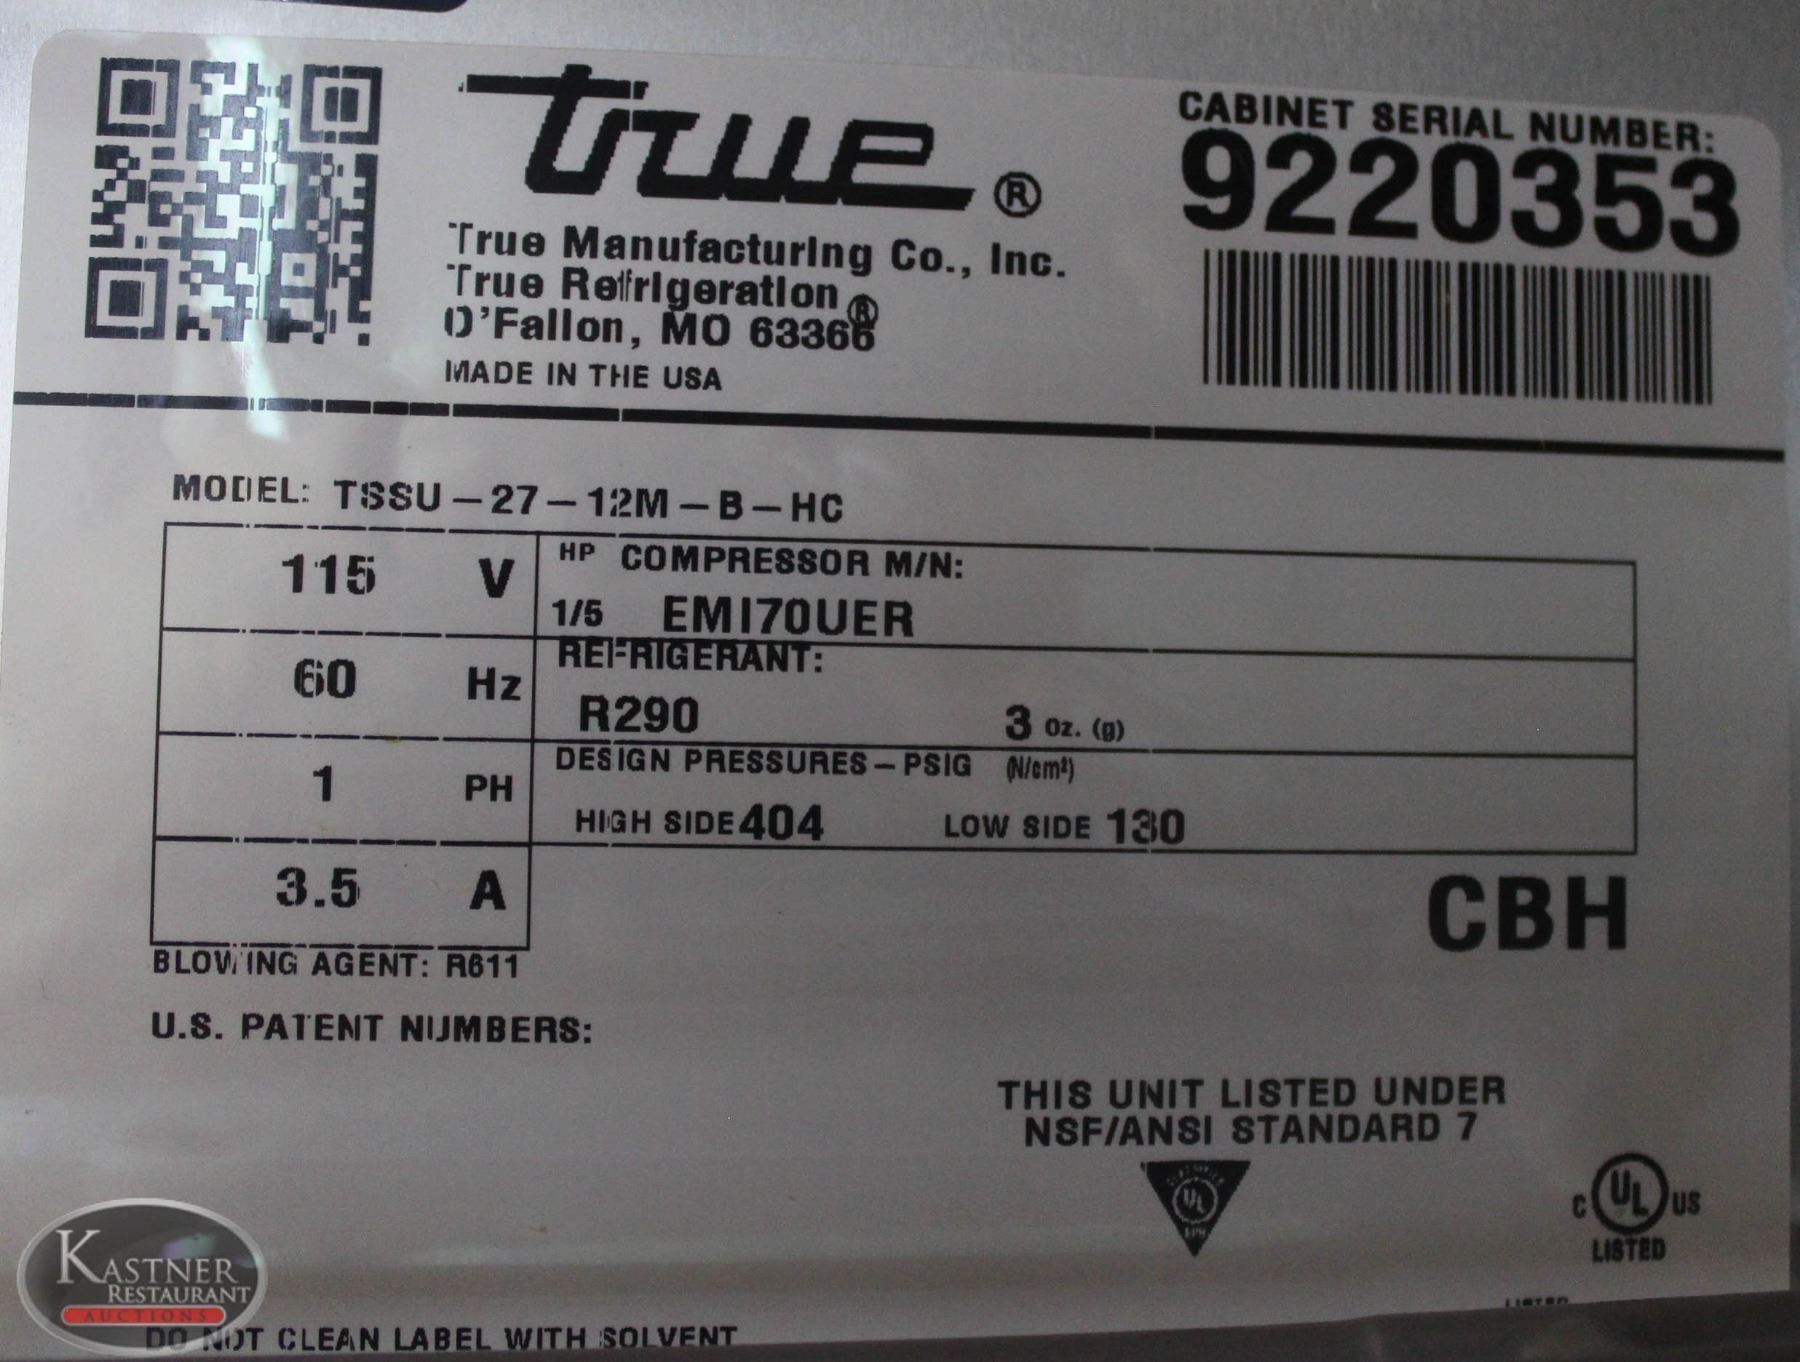 true ®
True Manufacturing Co., Inc.
True Refrigeration ®
O'Fallon, MO 63366
MADE IN THE USA
CABINET SERIAL NUMBER:
9220353
MODEL: TSSU-27-12M-B-HC
115 V
60 Hz
1 PH
3.5 A
HP COMPRESSOR M/N:
1/5 EMI70UER
REFRIGERANT:
R290 3 Oz. (g)
DESIGN PRESSURES-PSIG (N/cm²)
HIGH SIDE 404 LOW SIDE 130
CBH
BLOWING AGENT: R611
U.S. PATENT NUMBERS:
THIS UNIT LISTED UNDER
NSF/ANSI STANDARD 7
UL
C UL US
LISTED
LISTED
KASTNER
RESTAURANT
AUCTIONS
DO NOT CLEAN LABEL WITH SOLVENT